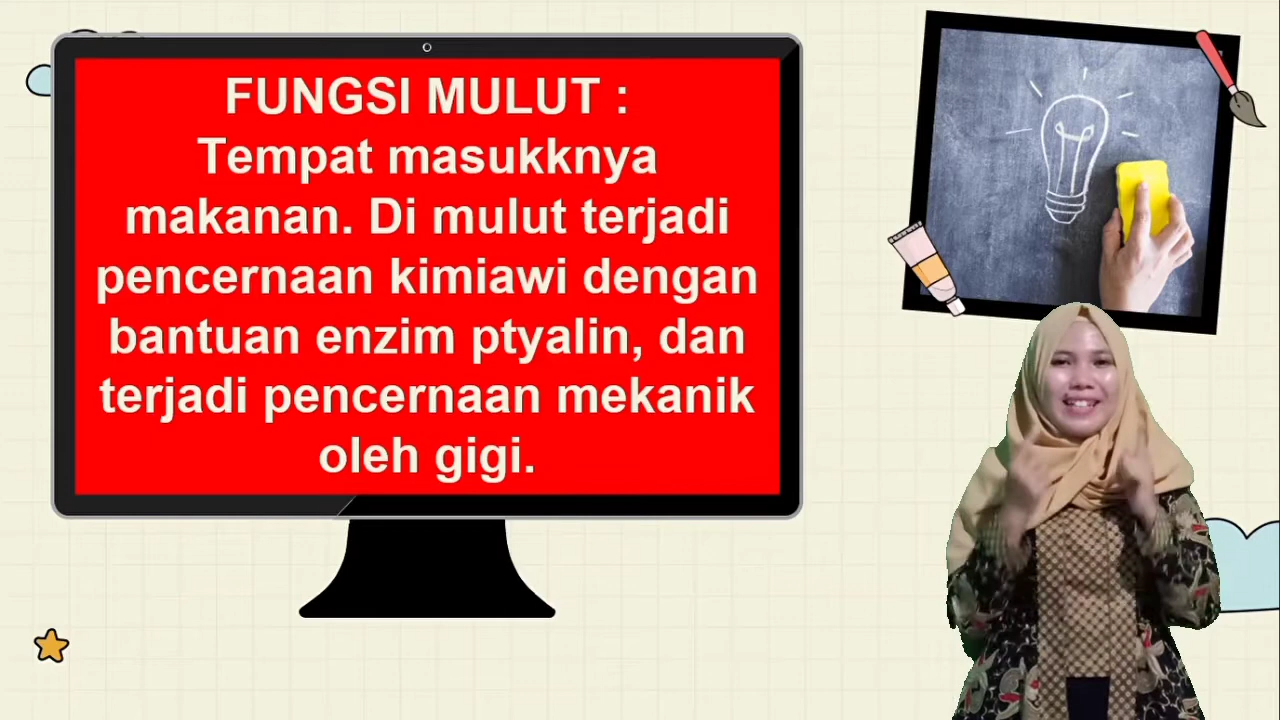 FUNGSI MULUT :
Tempat masukknya
makanan. Di mulut terjadi
pencernaan kimiawi dengan
bantuan enzim ptyalin, dan
terjadi pencernaan mekanik
oleh gigi.